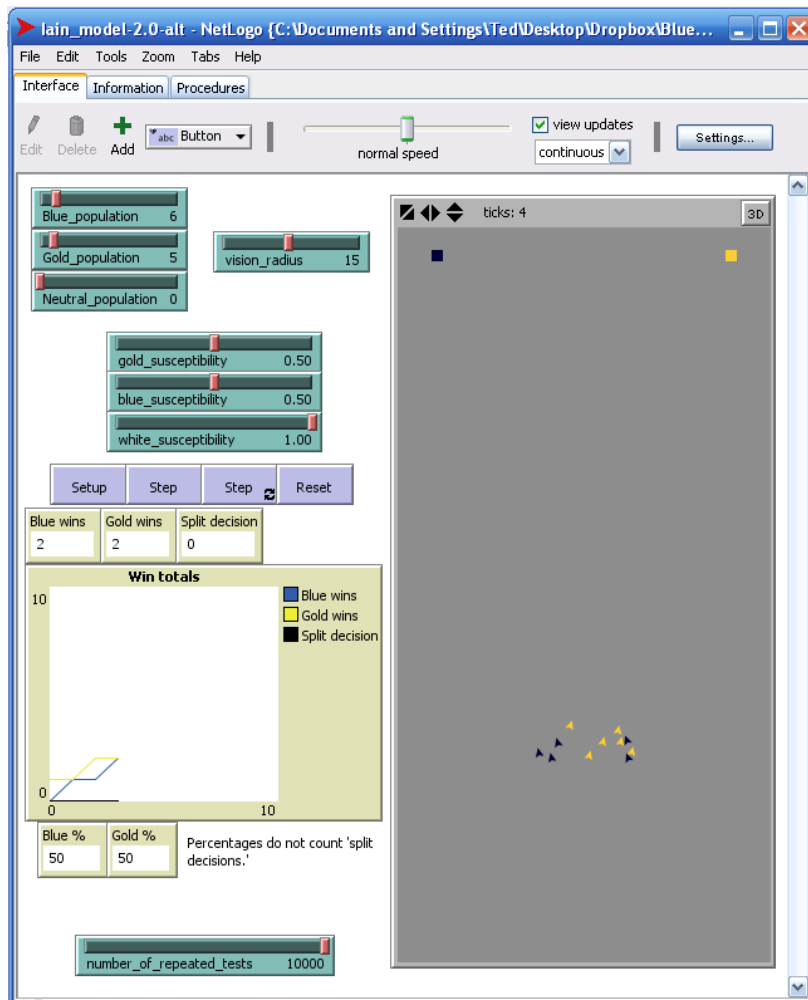 lain_model-2.0-alt - NetLogo {C:\Documents and Settings\Ted\Desktop\Dropbox\Blue...
File Edit Tools Zoom Tabs Help
Interface Information Procedures
Edit Delete Add abc Button normal speed view updates continuous Settings...
Blue_population 6
Gold_population 5
Neutral_population 0
vision_radius 15
gold_susceptibility 0.50
blue_susceptibility 0.50
white_susceptibility 1.00
Setup Step Step Reset
Blue wins Gold wins Split decision
2 2 0
Win totals
10
0
0 10
Blue wins
Gold wins
Split decision
Blue % Gold %
50 50
Percentages do not count 'split
decisions.'
number_of_repeated_tests 10000
ticks: 4 3D